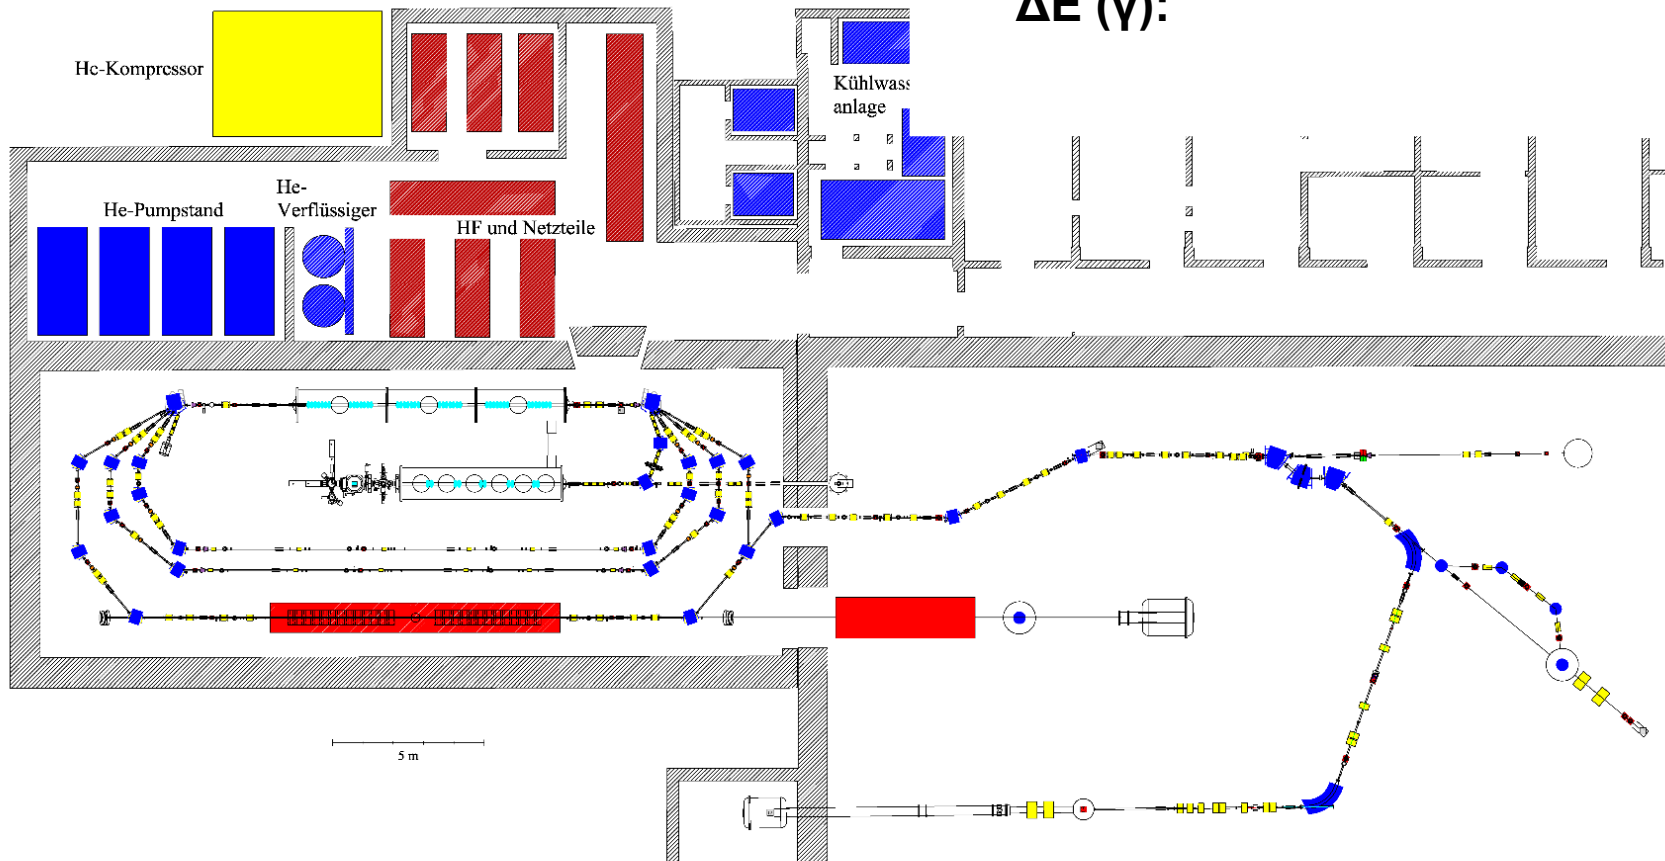 ΔE (γ):
He-Kompressor
Kühlwass
anlage
He-
Verflüssiger
He-Pumpstand
HF und Netzteile
5 m